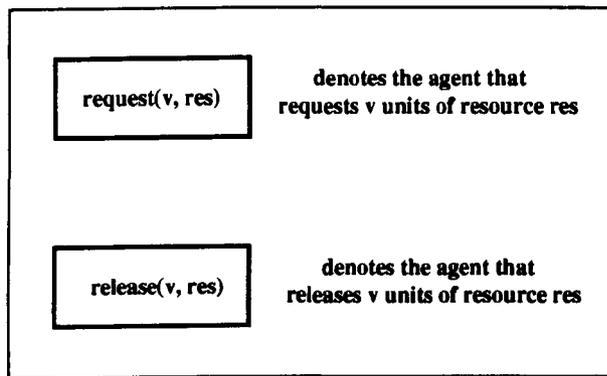 request(v, res)
denotes the agent that
requests v units of resource res
release(v, res)
denotes the agent that
releases v units of resource res